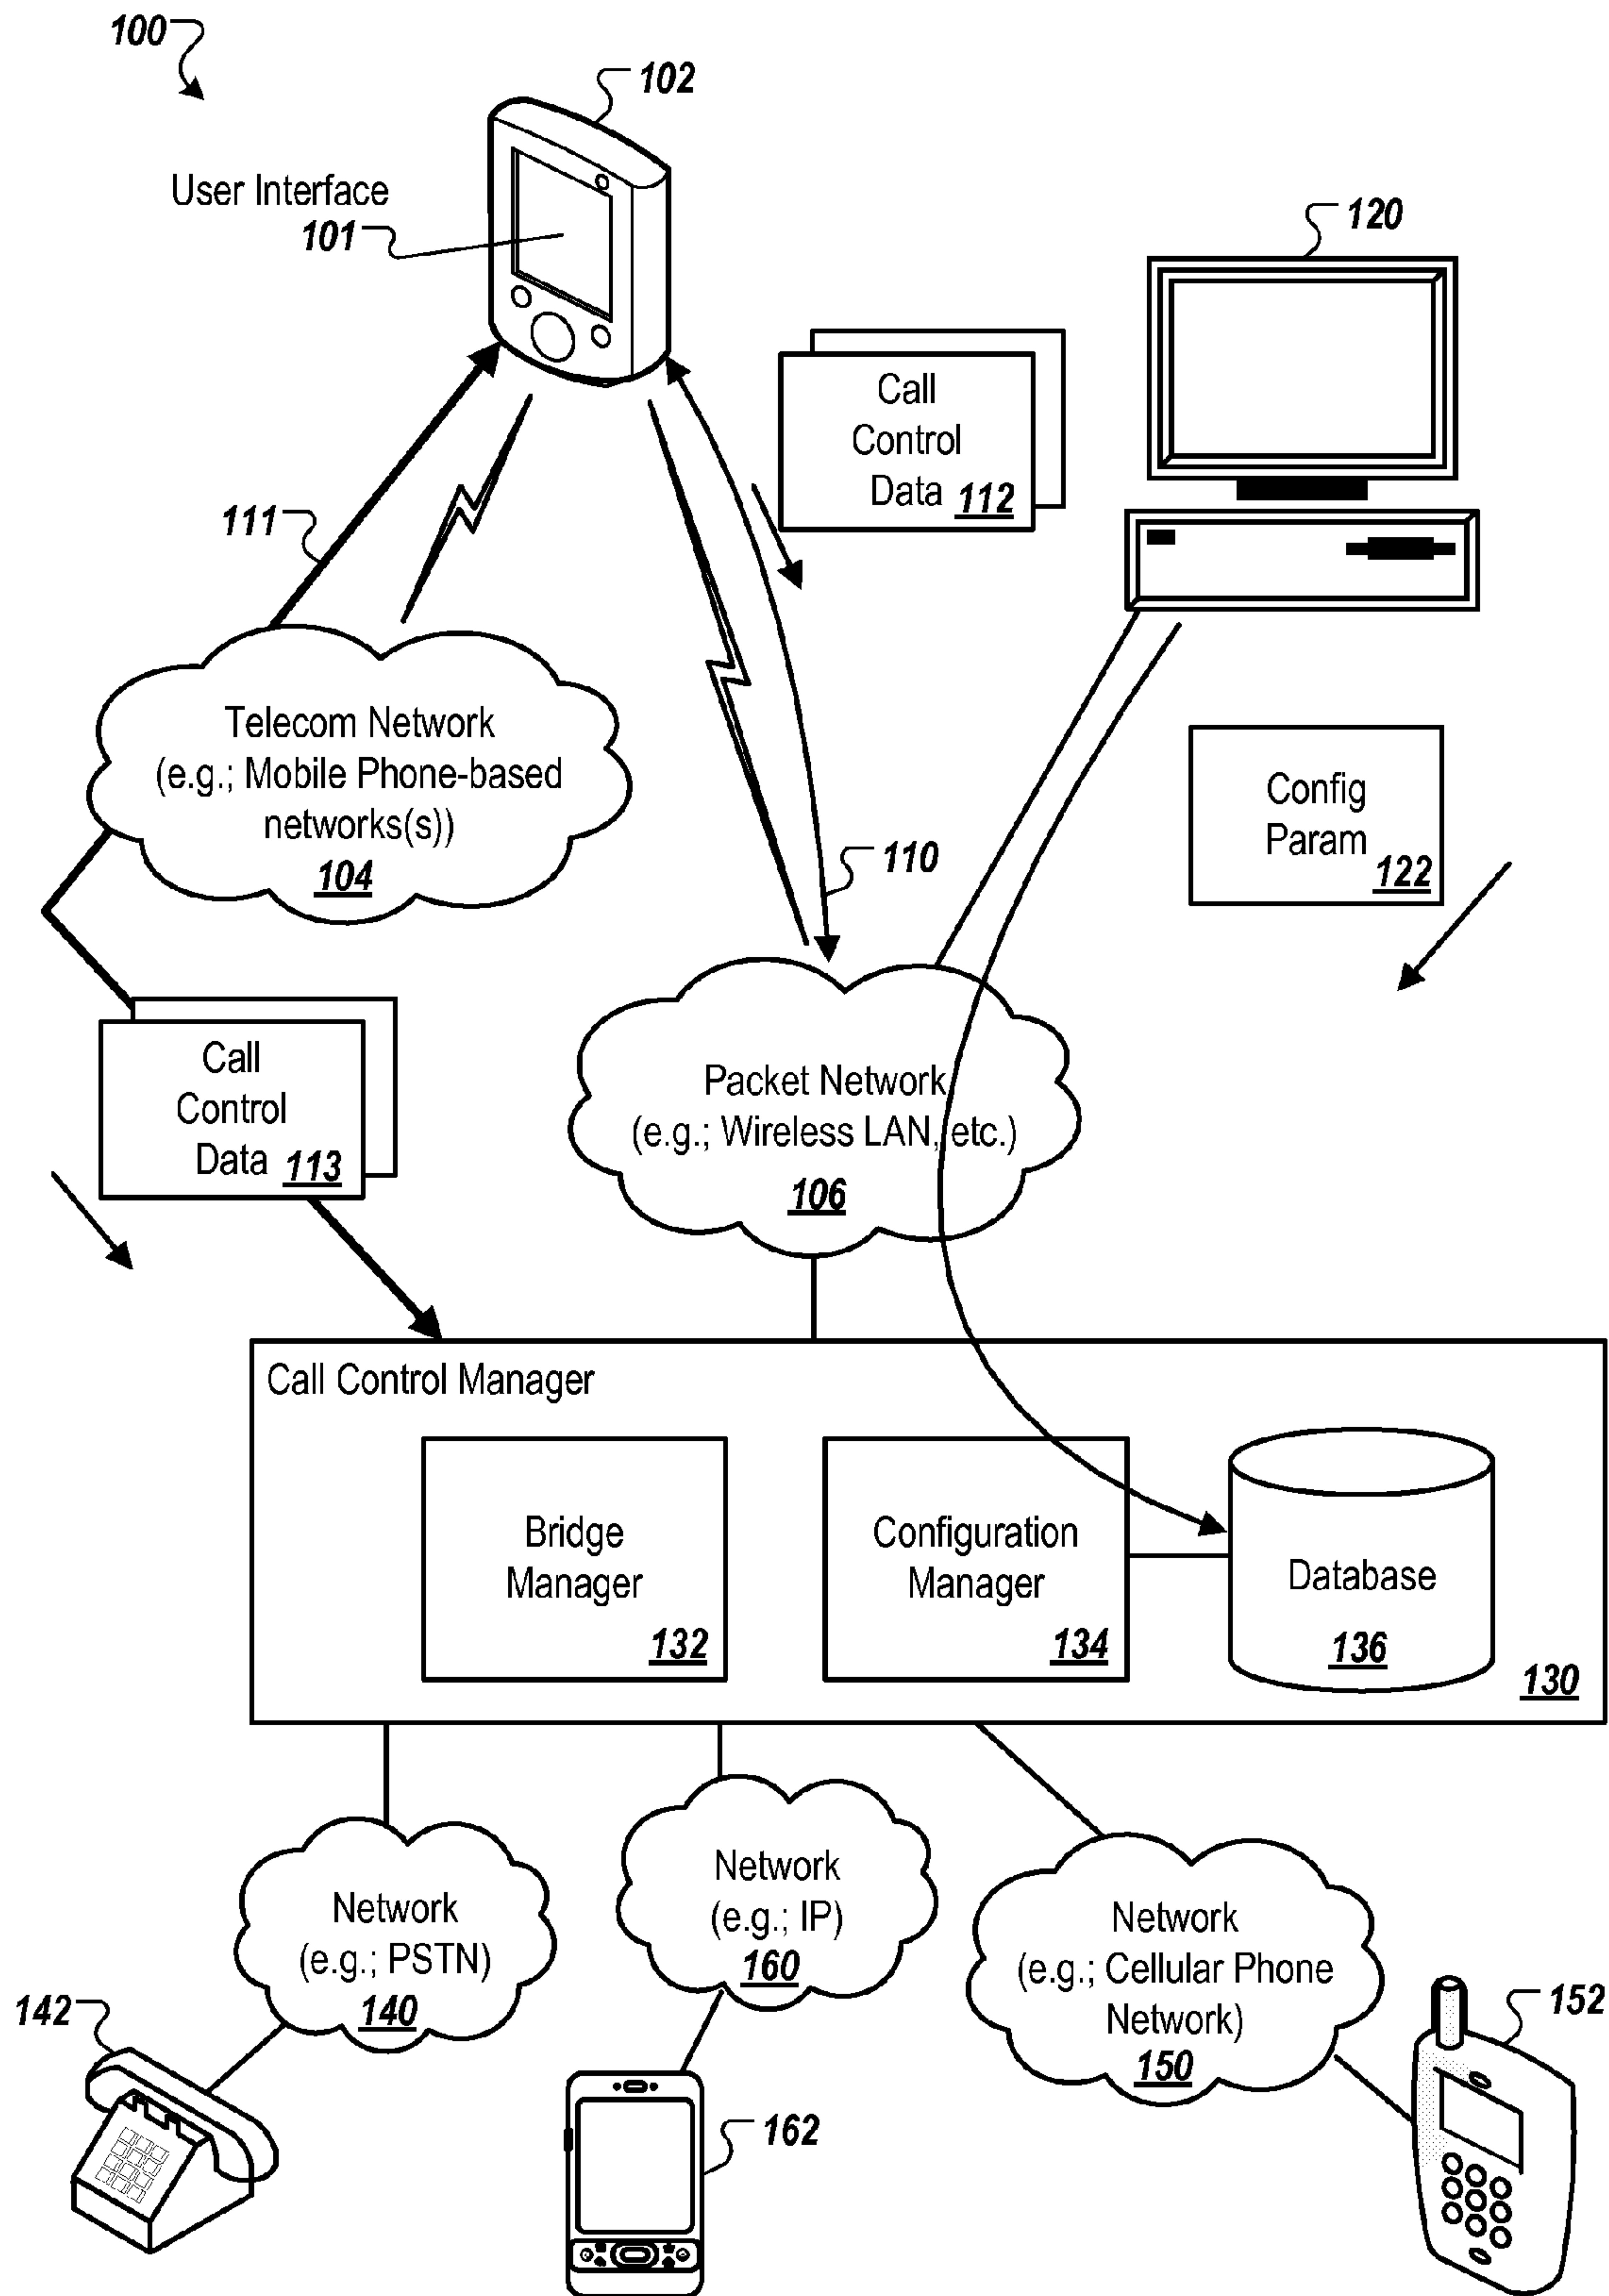 100
102
User Interface
101
120
Call
Control
Data 112
111
Telecom Network
(e.g.; Mobile Phone-based
networks(s))
104
Config
Param
122
110
Call
Control
Data 113
Packet Network
(e.g.; Wireless LAN, etc.)
106
Call Control Manager
Bridge
Manager
132
Configuration
Manager
134
Database
136
130
Network
(e.g.; PSTN)
140
Network
(e.g.; IP)
160
Network
(e.g.; Cellular Phone
Network)
150
142
162
152